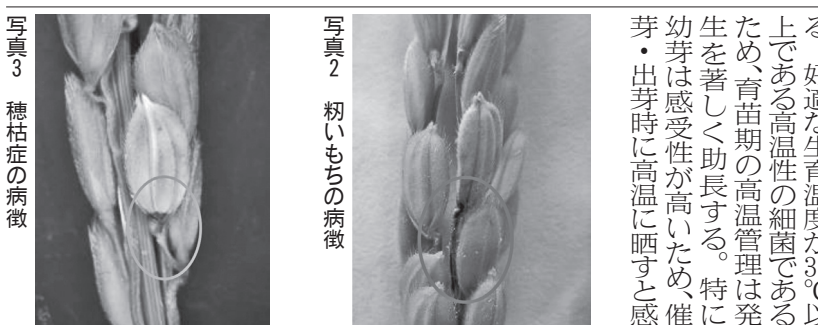 る。好適な生育温度が3℃以
上である高温性の細菌である
ため、育苗期の高温管理は発
生を著しく助長する。特に
幼芽は感受性が高いため、催
芽・出芽時に高温に晒すと感
写真2 籾いもちの病徴
写真3 穂枯症の病徴